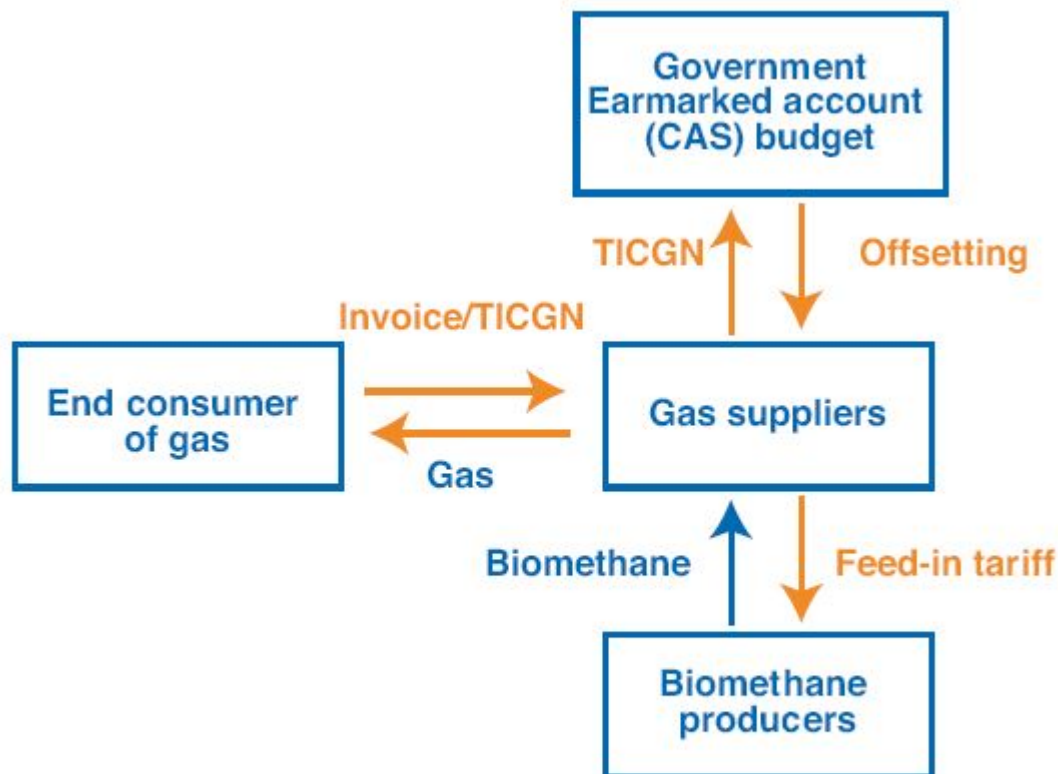 Government
Earmarked account
(CAS) budget
TICGN
Offsetting
Invoice/TICGN
End consumer
of gas
Gas suppliers
Gas
Biomethane
Feed-in tariff
Biomethane
producers